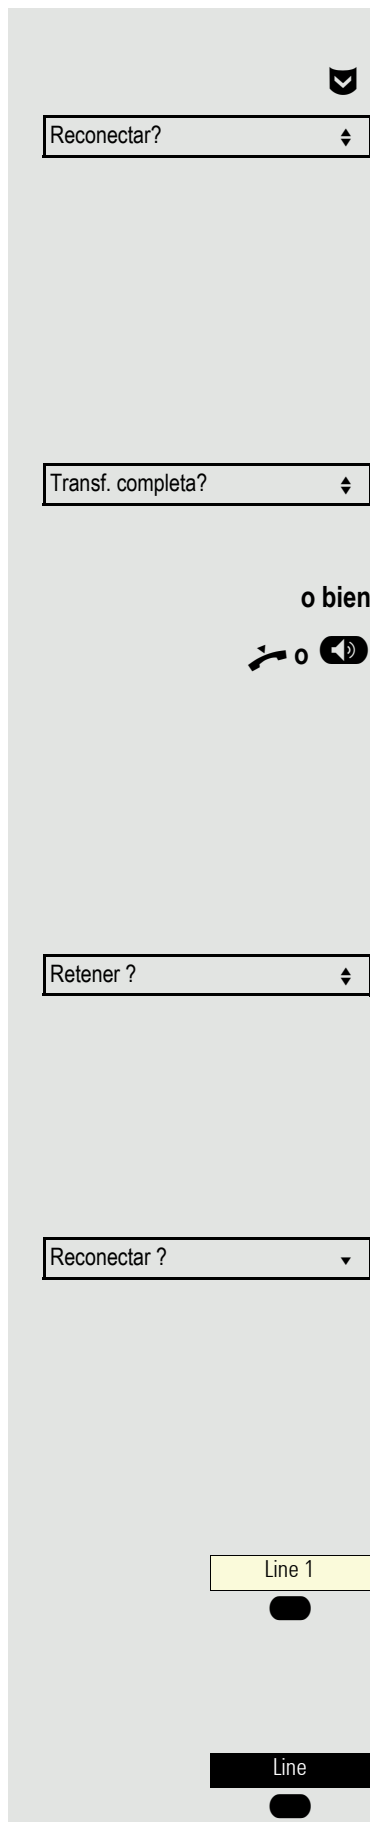 Reconectar?
Transf. completa?
o bien
o
Retener ?
Reconectar ?
Line 1
Line